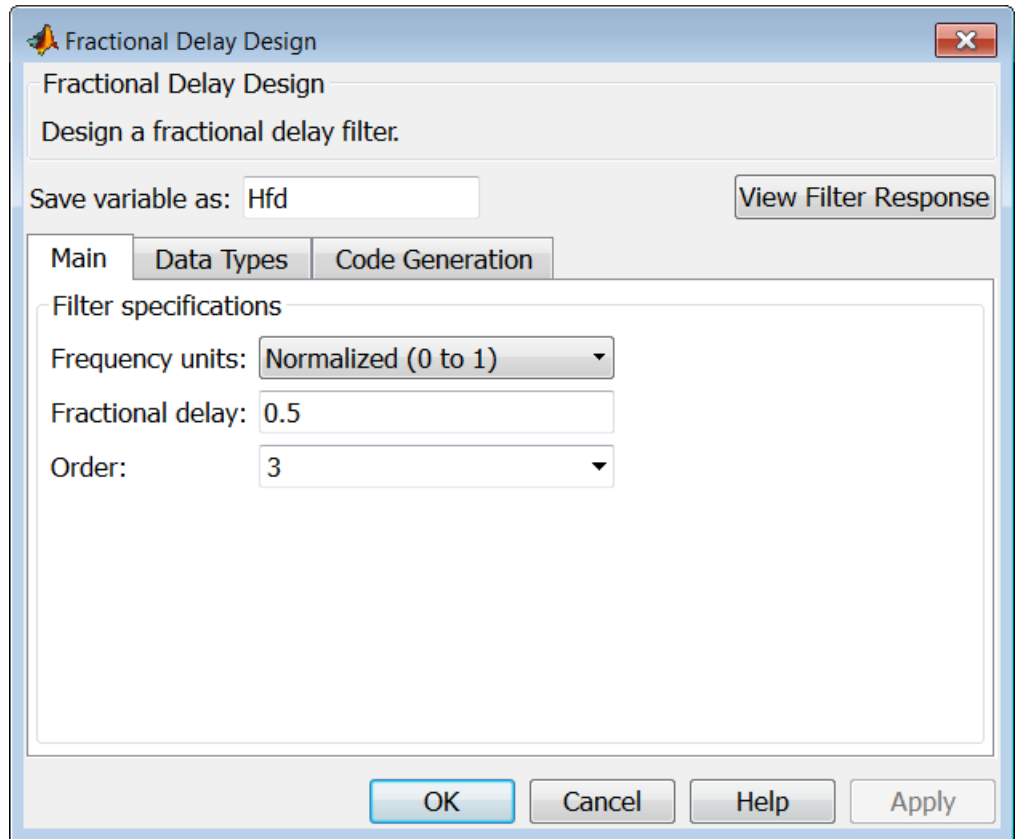 Fractional Delay Design
Fractional Delay Design
Design a fractional delay filter.
Save variable as: Hfd View Filter Response
Main Data Types Code Generation
Filter specifications
Frequency units: Normalized (0 to 1)
Fractional delay: 0.5
Order: 3
OK Cancel Help Apply